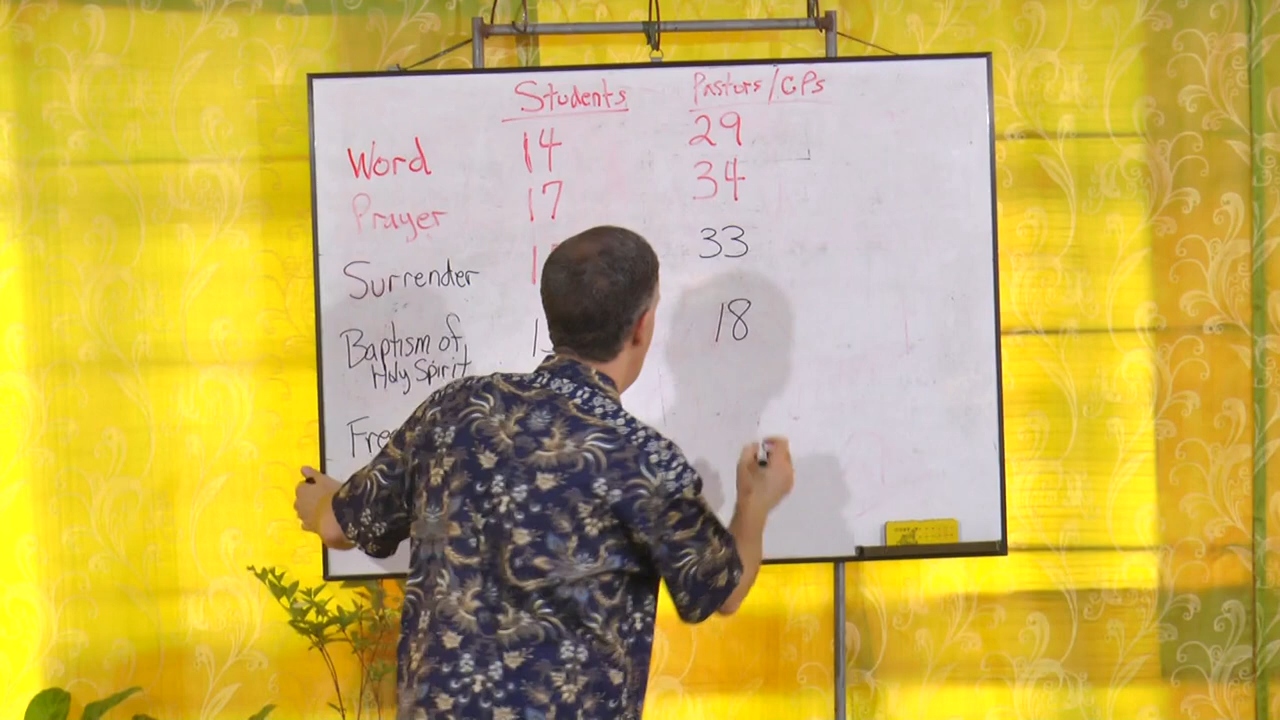 Students Pastors/CPs
Word 14 29
Prayer 17 34
Surrender 33
Baptism of 18
Holy Spirit